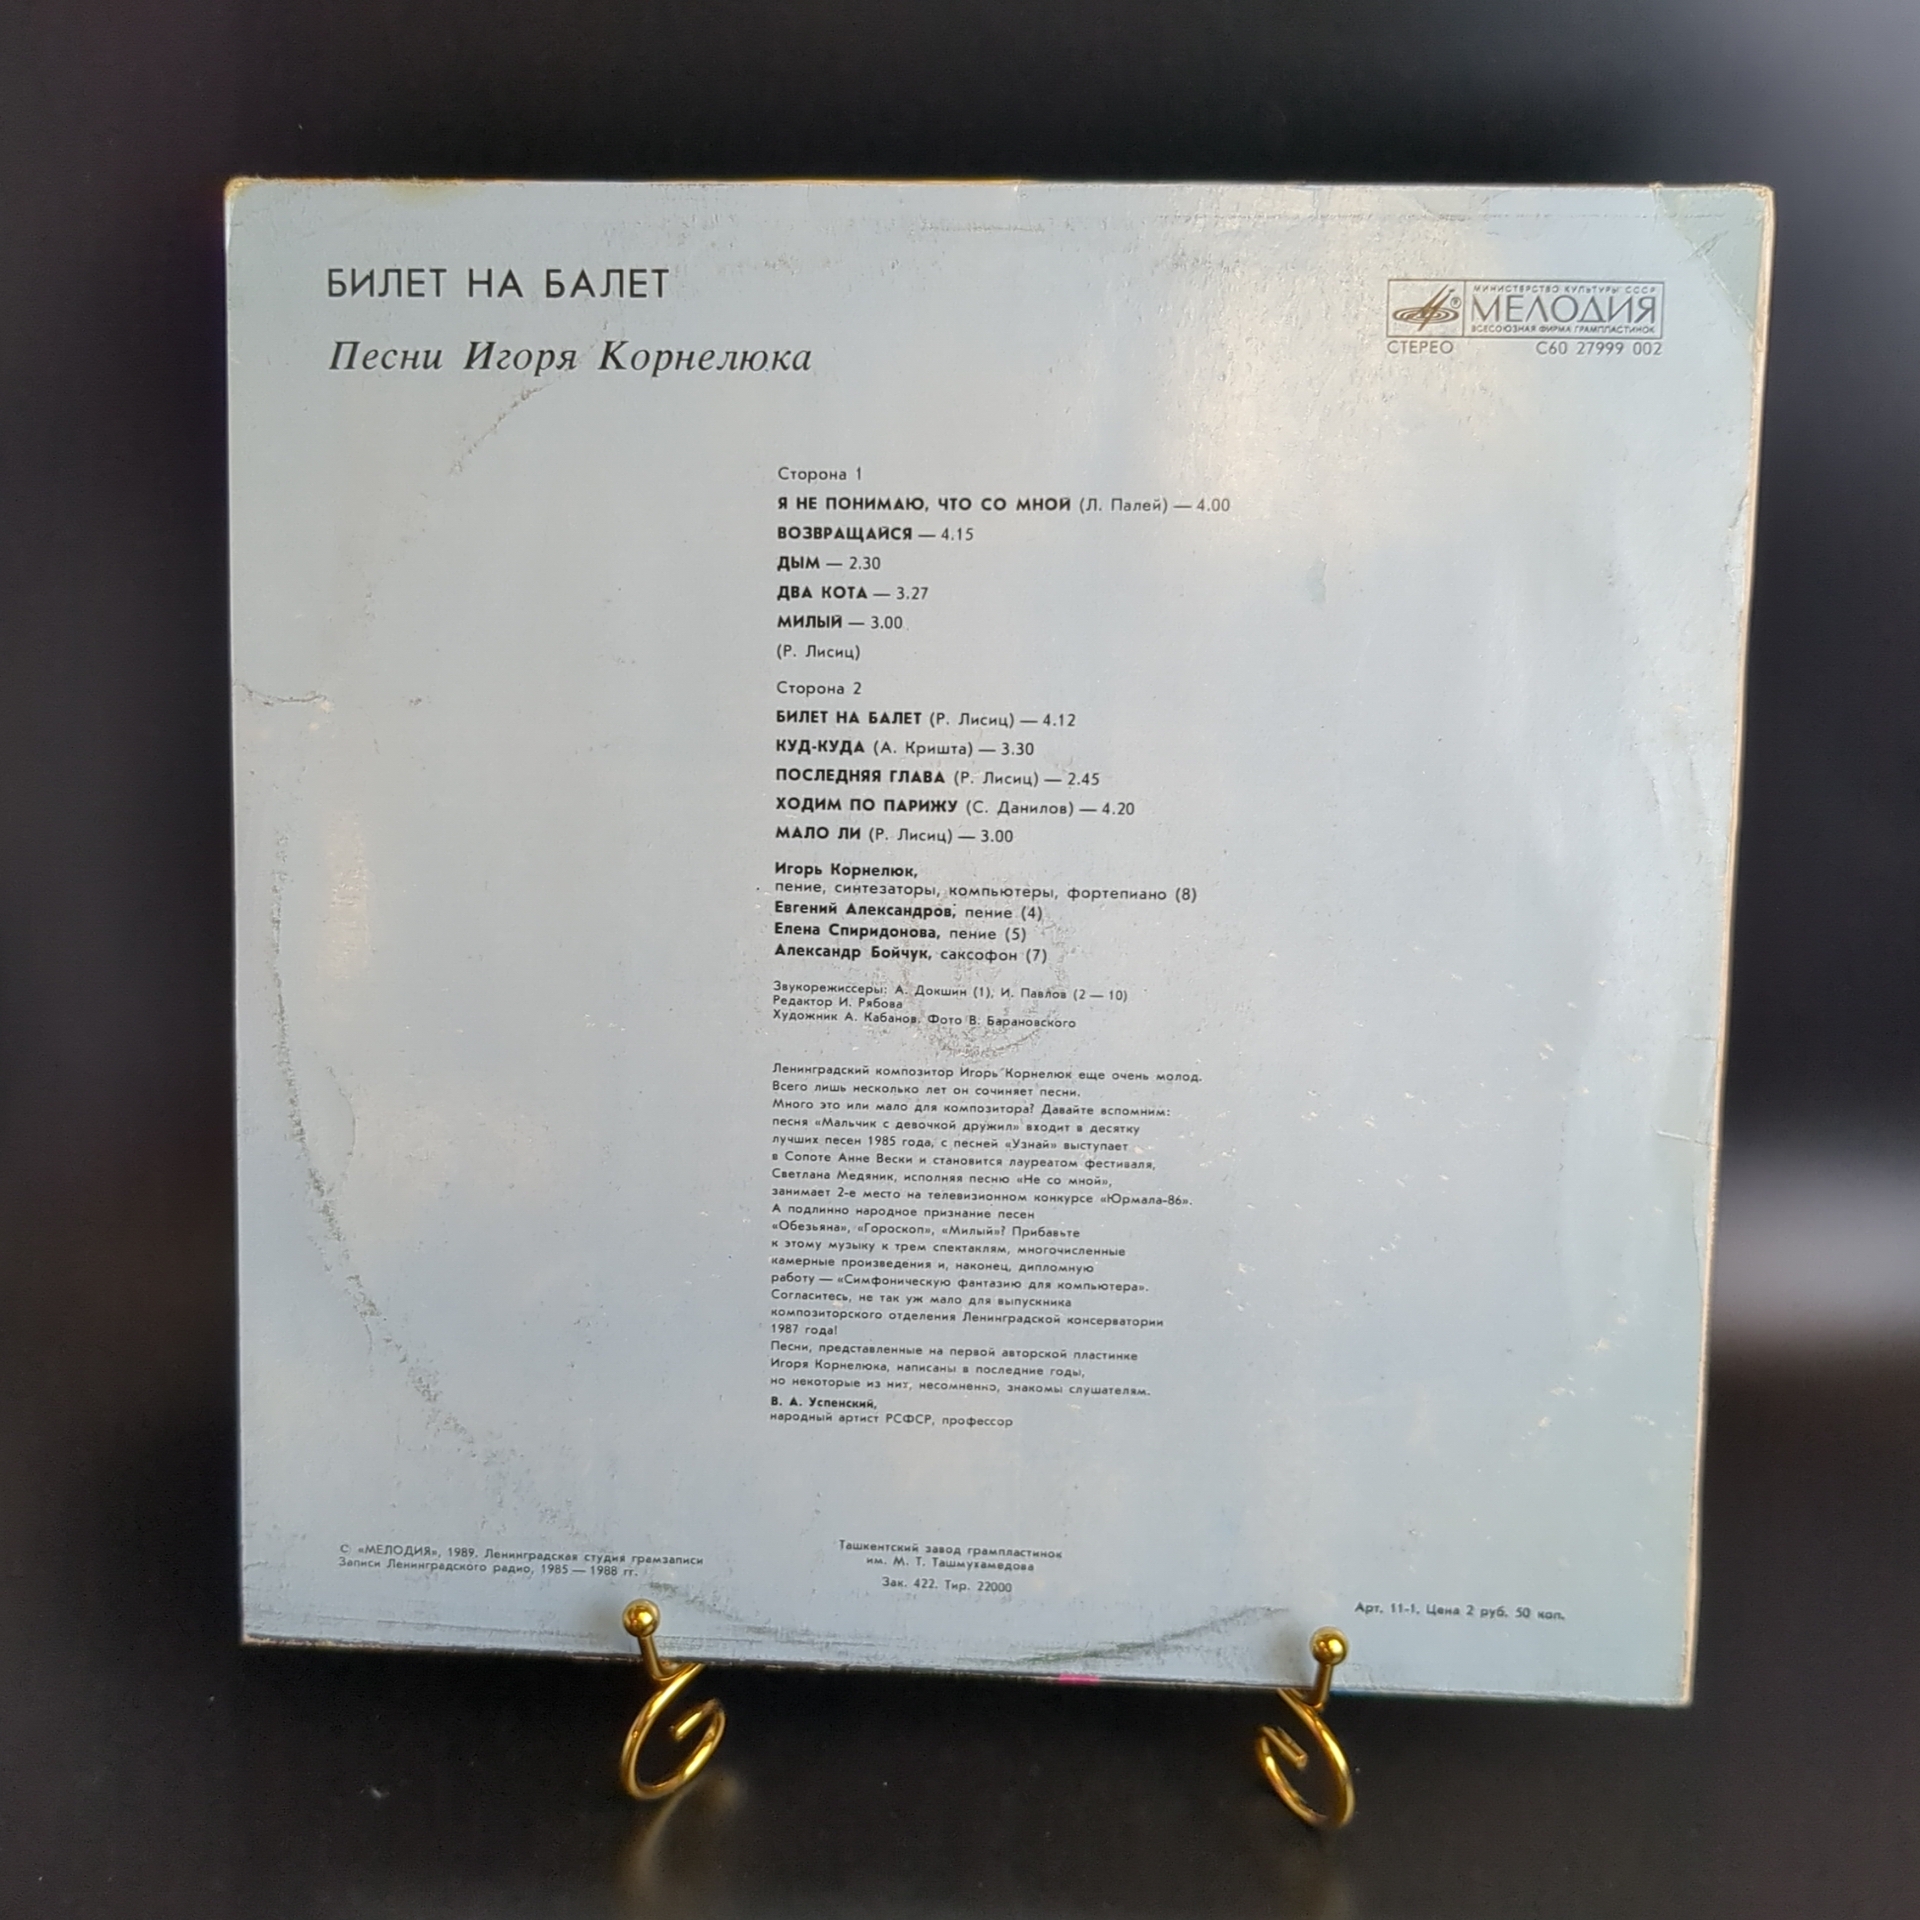 БИЛЕТ НА БАЛЕТ
Песни Игоря Корнелюка
МИНИСТЕРСТВО КУЛЬТУРЫ СССР
МЕЛОДИЯ
ВСЕСОЮЗНАЯ ФИРМА ГРАМПЛАСТИНОК
СТЕРЕО С60 27999 002
Сторона 1
Я НЕ ПОНИМАЮ, ЧТО СО МНОЙ (Л. Палей) — 4.00
ВОЗВРАЩАЙСЯ — 4.15
ДЫМ — 2.30
ДВА КОТА — 3.27
МИЛЫЙ — 3.00
(Р. Лисиц)
Сторона 2
БИЛЕТ НА БАЛЕТ (Р. Лисиц) — 4.12
КУД-КУДА (А. Кришта) — 3.30
ПОСЛЕДНЯЯ ГЛАВА (Р. Лисиц) — 2.45
ХОДИМ ПО ПАРИЖУ (С. Данилов) — 4.20
МАЛО ЛИ (Р. Лисиц) — 3.00
Игорь Корнелюк,
пение, синтезаторы, компьютеры, фортепиано (8)
Евгений Александров, пение (4)
Елена Спиридонова, пение (5)
Александр Бойчук, саксофон (7)
Звукорежиссеры: А. Докшин (1), И. Павлов (2 — 10)
Редактор И. Рябова
Художник А. Кабанов. Фото В. Барановского
Ленинградский композитор Игорь Корнелюк еще очень молод.
Всего лишь несколько лет он сочиняет песни.
Много это или мало для композитора? Давайте вспомним:
песня «Мальчик с девочкой дружил» входит в десятку
лучших песен 1985 года, с песней «Узнай» выступает
в Сопоте Анне Вески и становится лауреатом фестиваля,
Светлана Медяник, исполняя песню «Не со мной»,
занимает 2-е место на телевизионном конкурсе «Юрмала-86».
А подлинно народное признание песен
«Обезьяна», «Гороскоп», «Милый»? Прибавьте
к этому музыку к трем спектаклям, многочисленные
камерные произведения и, наконец, дипломную
работу — «Симфоническую фантазию для компьютера».
Согласитесь, не так уж мало для выпускника
композиторского отделения Ленинградской консерватории
1987 года!
Песни, представленные на первой авторской пластинке
Игоря Корнелюка, написаны в последние годы,
но некоторые из них, несомненно, знакомы слушателям.
В. А. Успенский,
народный артист РСФСР, профессор
С «МЕЛОДИЯ», 1989. Ленинградская студия грамзаписи
Записи Ленинградского радио, 1985 — 1988 гг.
Ташкентский завод грампластинок
им. М. Т. Ташмухамедова
Зак. 422. Тир. 22000
Арт. 11-1. Цена 2 руб. 50 коп.